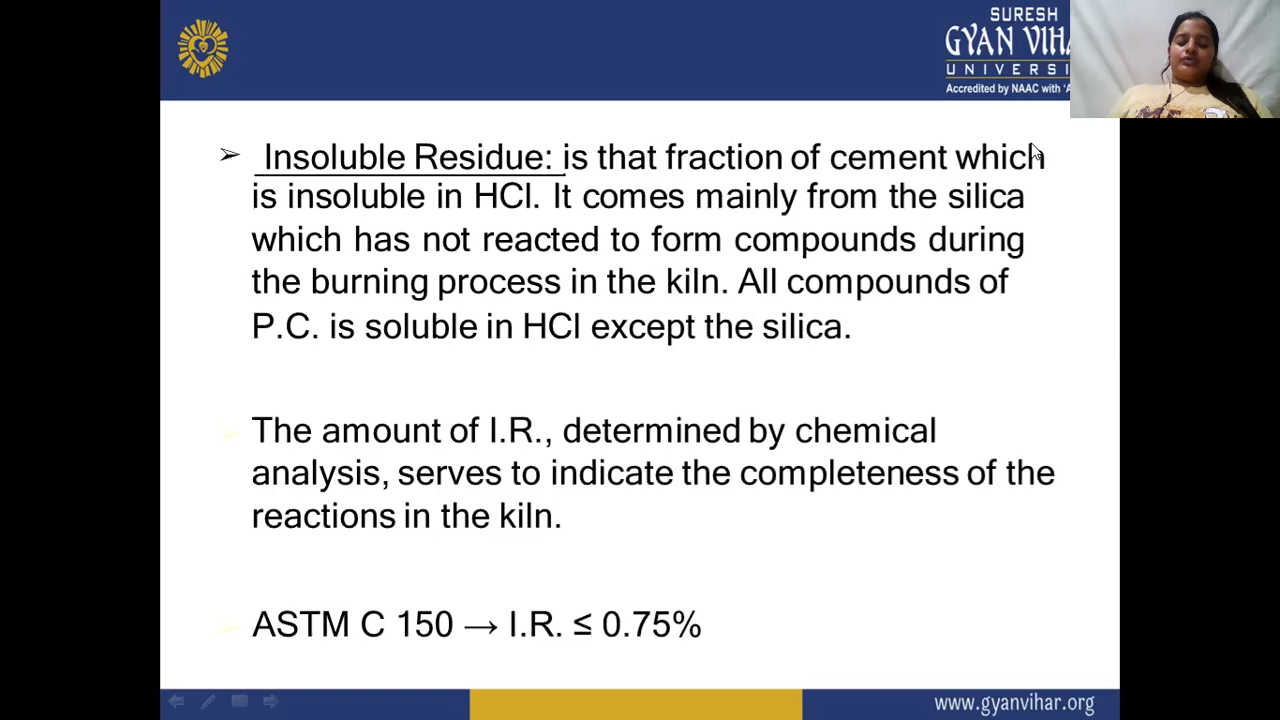 SURESH
GYAN VIHA
UNIVERSI
Accredited by NAAC with 'A
➢ Insoluble Residue: is that fraction of cement which
is insoluble in HCl. It comes mainly from the silica
which has not reacted to form compounds during
the burning process in the kiln. All compounds of
P.C. is soluble in HCl except the silica.
➢ The amount of I.R., determined by chemical
analysis, serves to indicate the completeness of the
reactions in the kiln.
➢ ASTM C 150 → I.R. ≤ 0.75%
www.gyanvihar.org